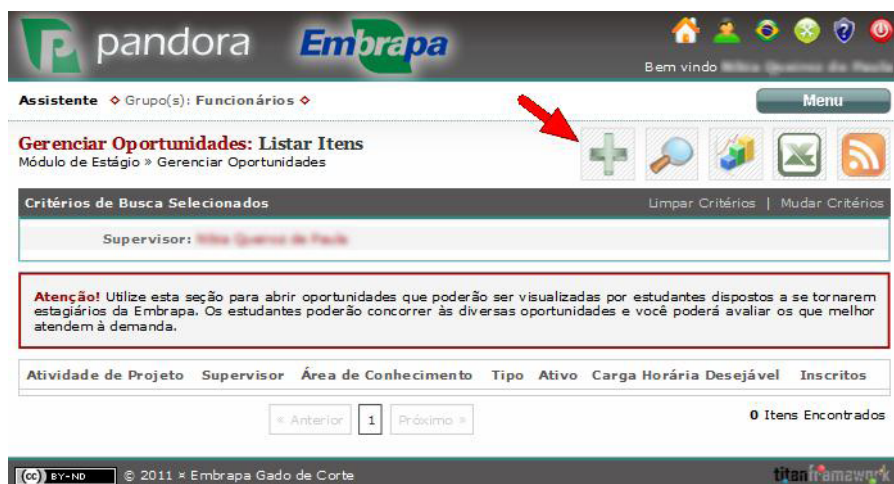 pandora Embrapa
Bem vindo
Assistente Grupo(s): Funcionários
Menu
Gerenciar Oportunidades: Listar Itens
Módulo de Estágio » Gerenciar Oportunidades
Critérios de Busca Selecionados
Limpar Critérios | Mudar Critérios
Supervisor:
Atenção! Utilize esta seção para abrir oportunidades que poderão ser visualizadas por estudantes dispostos a se tornarem
estagiários da Embrapa. Os estudantes poderão concorrer às diversas oportunidades e você poderá avaliar os que melhor
atendem à demanda.
Atividade de Projeto Supervisor Área de Conhecimento Tipo Ativo Carga Horária Desejável Inscritos
« Anterior 1 Próximo »
0 Itens Encontrados
(cc) BY-ND © 2011 × Embrapa Gado de Corte
titanframework